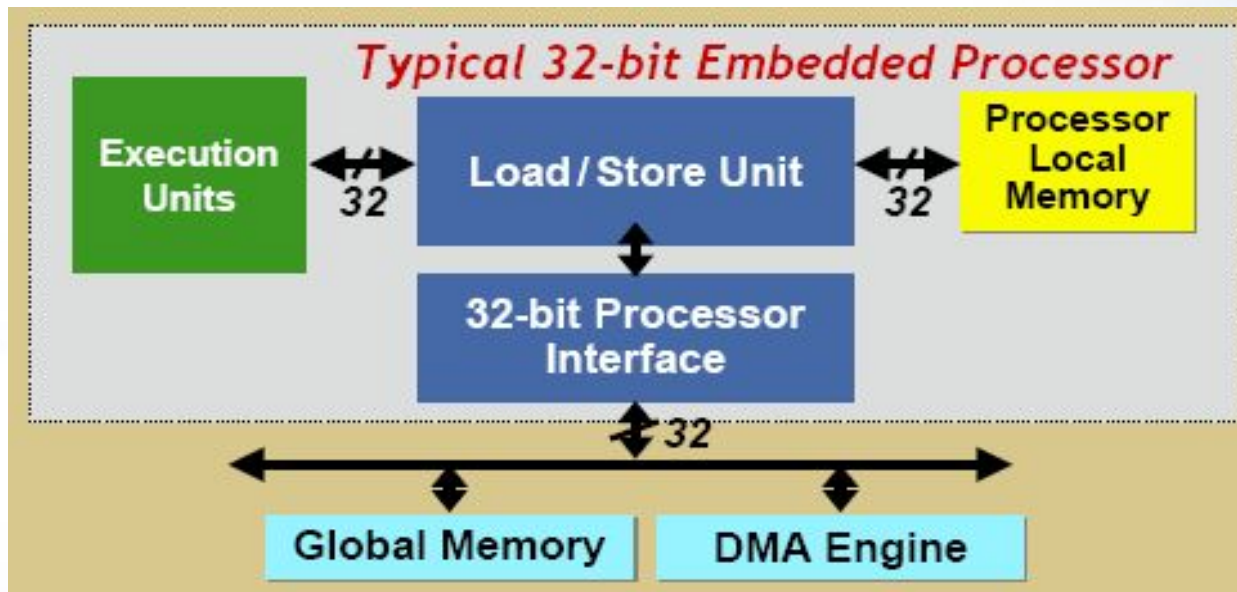 Typical 32-bit Embedded Processor
Execution
Units
32
Load/Store Unit
32
Processor
Local
Memory
32-bit Processor
Interface
32
Global Memory
DMA Engine